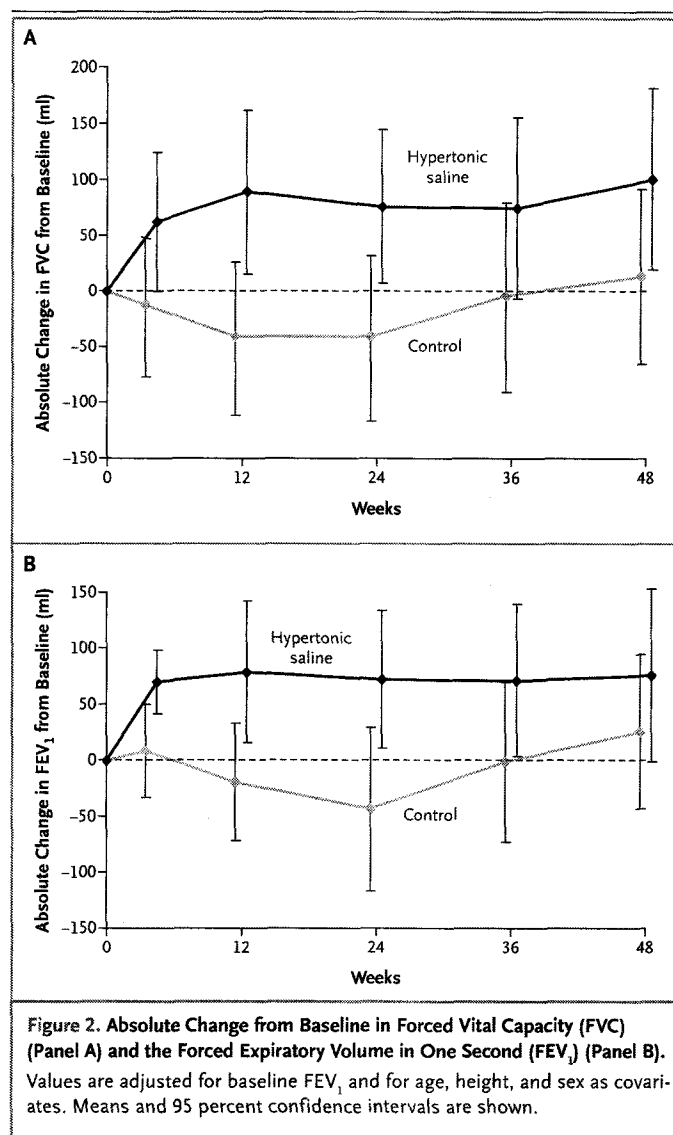 A
Absolute Change in FVC from Baseline (ml)
200
150
100
50
0
−50
−100
−150
Hypertonic
saline
Control
0
12
24
36
48
Weeks
B
Absolute Change in FEV₁ from Baseline (ml)
150
100
50
0
−50
−100
−150
Hypertonic
saline
Control
0
12
24
36
48
Weeks
Figure 2. Absolute Change from Baseline in Forced Vital Capacity (FVC)
(Panel A) and the Forced Expiratory Volume in One Second (FEV₁) (Panel B).
Values are adjusted for baseline FEV₁ and for age, height, and sex as covari-
ates. Means and 95 percent confidence intervals are shown.